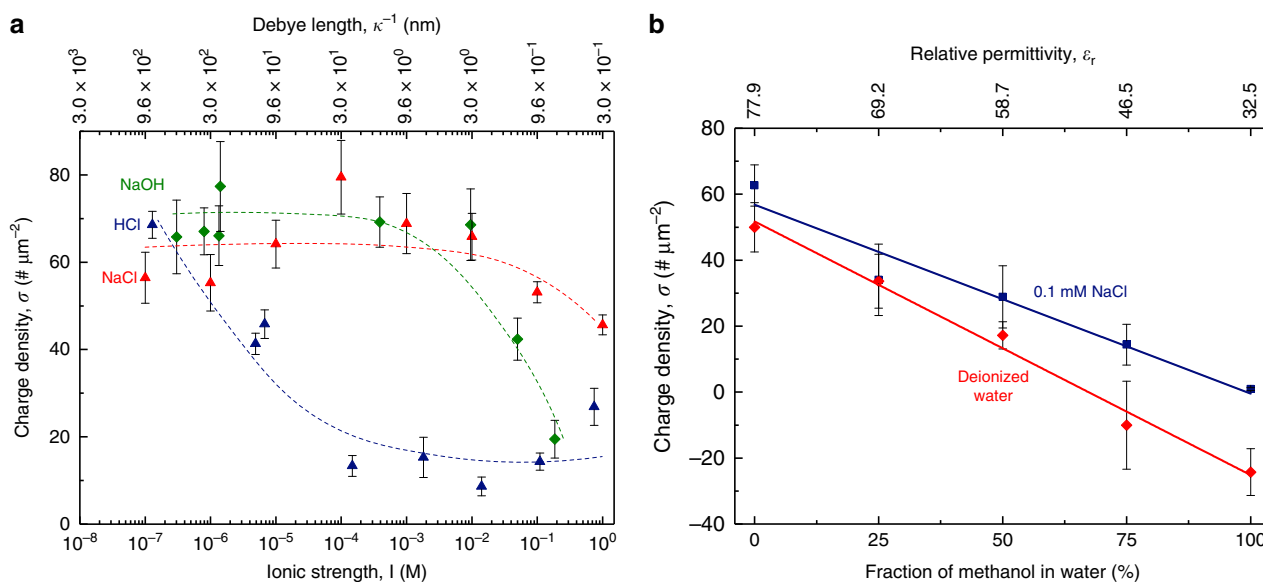 a
Debye length, κ⁻¹ (nm)
3.0 × 10³
9.6 × 10²
3.0 × 10²
9.6 × 10¹
3.0 × 10¹
9.6 × 10⁰
3.0 × 10⁰
9.6 × 10⁻¹
3.0 × 10⁻¹
Charge density, σ (# μm⁻²)
80
60
40
20
0
NaOH
HCl
NaCl
10⁻⁸
10⁻⁷
10⁻⁶
10⁻⁵
10⁻⁴
10⁻³
10⁻²
10⁻¹
10⁰
Ionic strength, I (M)
b
Relative permittivity, εᵣ
77.9
69.2
58.7
46.5
32.5
Charge density, σ (# μm⁻²)
80
60
40
20
0
−20
−40
0.1 mM NaCl
Deionized
water
0
25
50
75
100
Fraction of methanol in water (%)